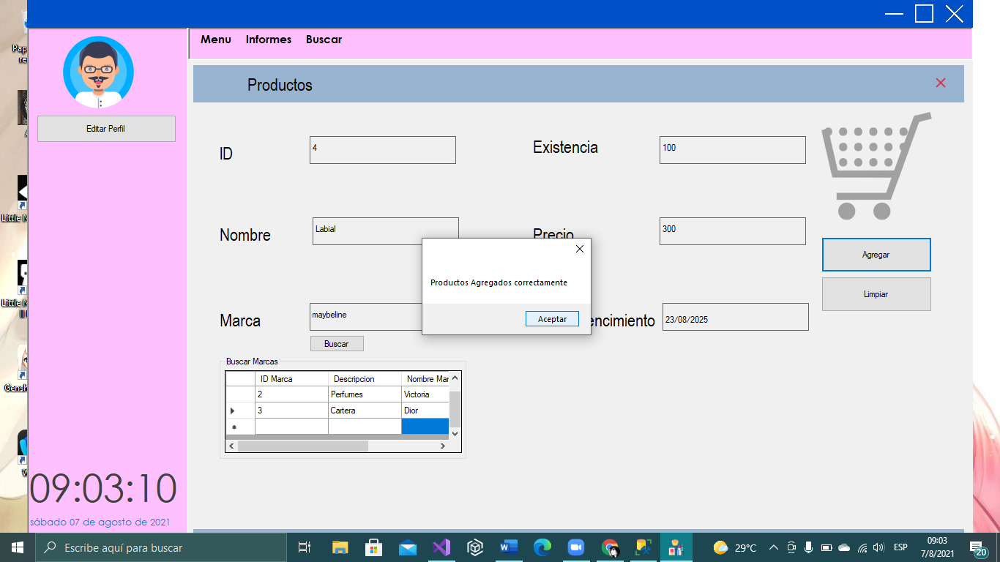 Menu Informes Buscar
Productos
Editar Perfil
ID
4
Existencia
100
Nombre
Labial
Precio
300
Agregar
Limpiar
Productos Agregados correctamente
Aceptar
Marca
maybeline
encimiento
23/08/2025
Buscar
Buscar Marcas
ID Marca Descripcion Nombre Mar
2 Perfumes Victoria
3 Cartera Dior
Pap
re
Little N
Little N
II
Gensh
09:03:10
sábado 07 de agosto de 2021
Escribe aquí para buscar
29°C
ESP
09:03
7/8/2021
20